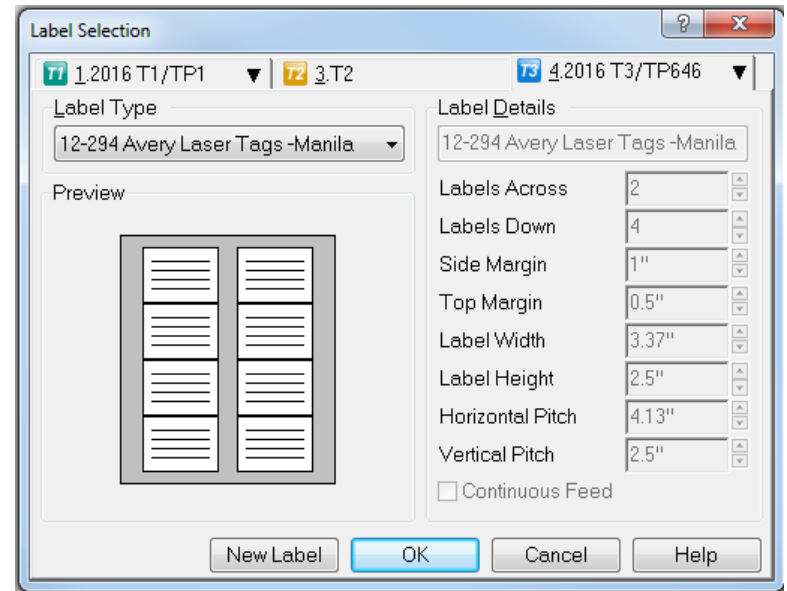 Label Selection
?
X
T1 1.2016 T1/TP1
T2 3.T2
T3 4.2016 T3/TP646
Label Type
12-294 Avery Laser Tags -Manila
Preview
Label Details
12-294 Avery Laser Tags -Manila
Labels Across 2
Labels Down 4
Side Margin 1"
Top Margin 0.5"
Label Width 3.37"
Label Height 2.5"
Horizontal Pitch 4.13"
Vertical Pitch 2.5"
Continuous Feed
New Label OK Cancel Help